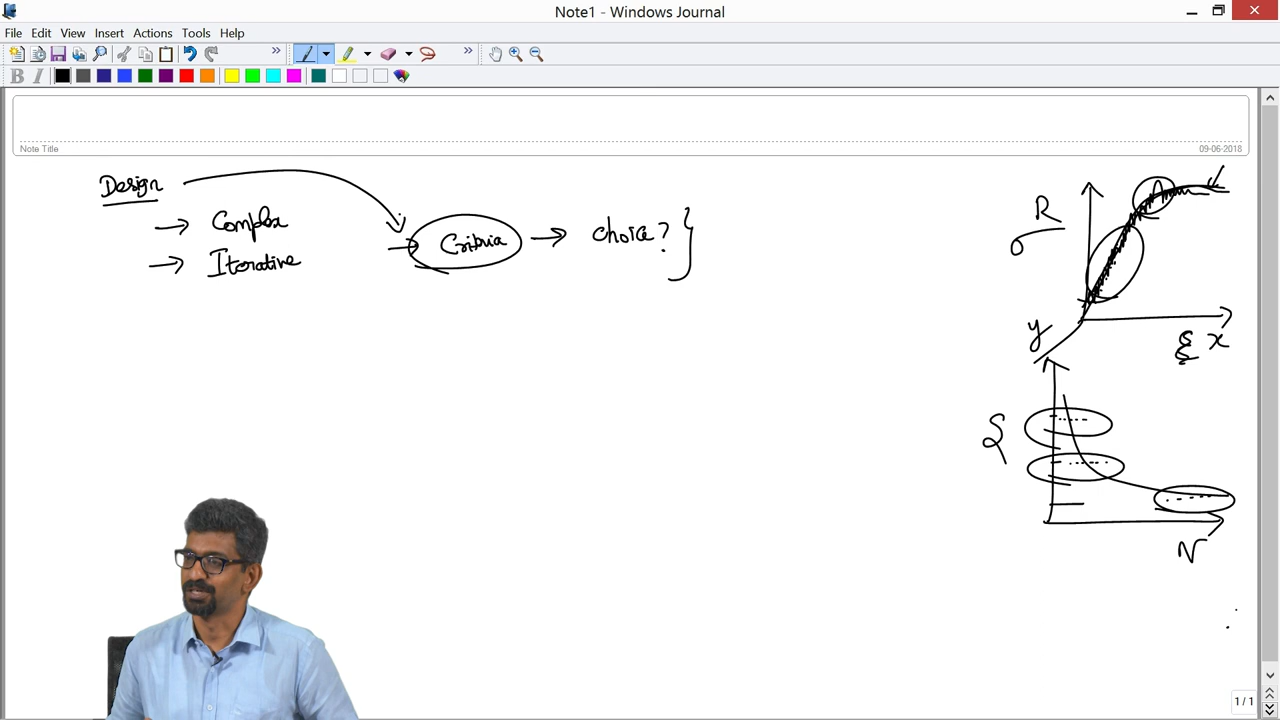 Note1 - Windows Journal
File Edit View Insert Actions Tools Help
B I
Note Title
09-06-2018
Design
→ Complex
→ Iterative
→ Criteria → choice? }
R
σ
y
x
S
N
1 / 1